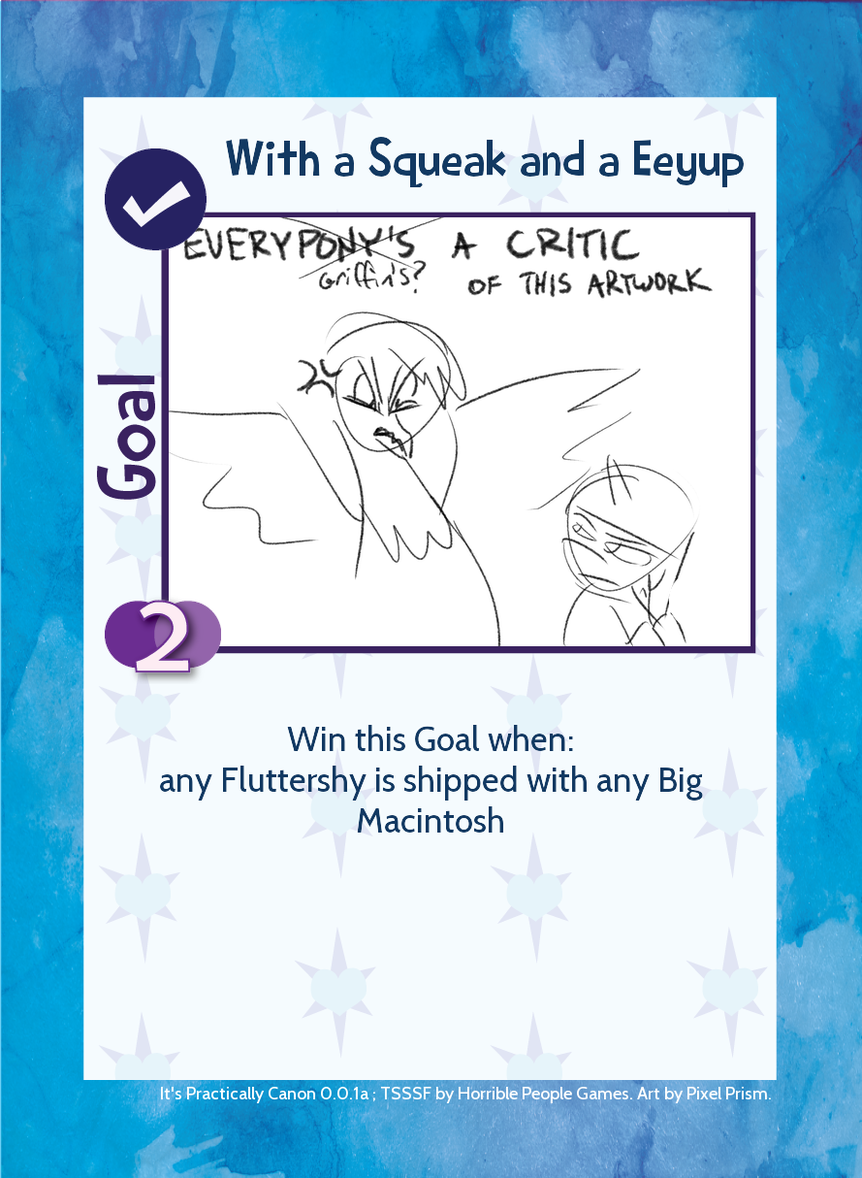 With a Squeak and a Eeyup
EVERYPONY'S A CRITIC
Griffin's? OF THIS ARTWORK
Goal
2
Win this Goal when:
any Fluttershy is shipped with any Big
Macintosh
It's Practically Canon 0.0.1a ; TSSSF by Horrible People Games. Art by Pixel Prism.